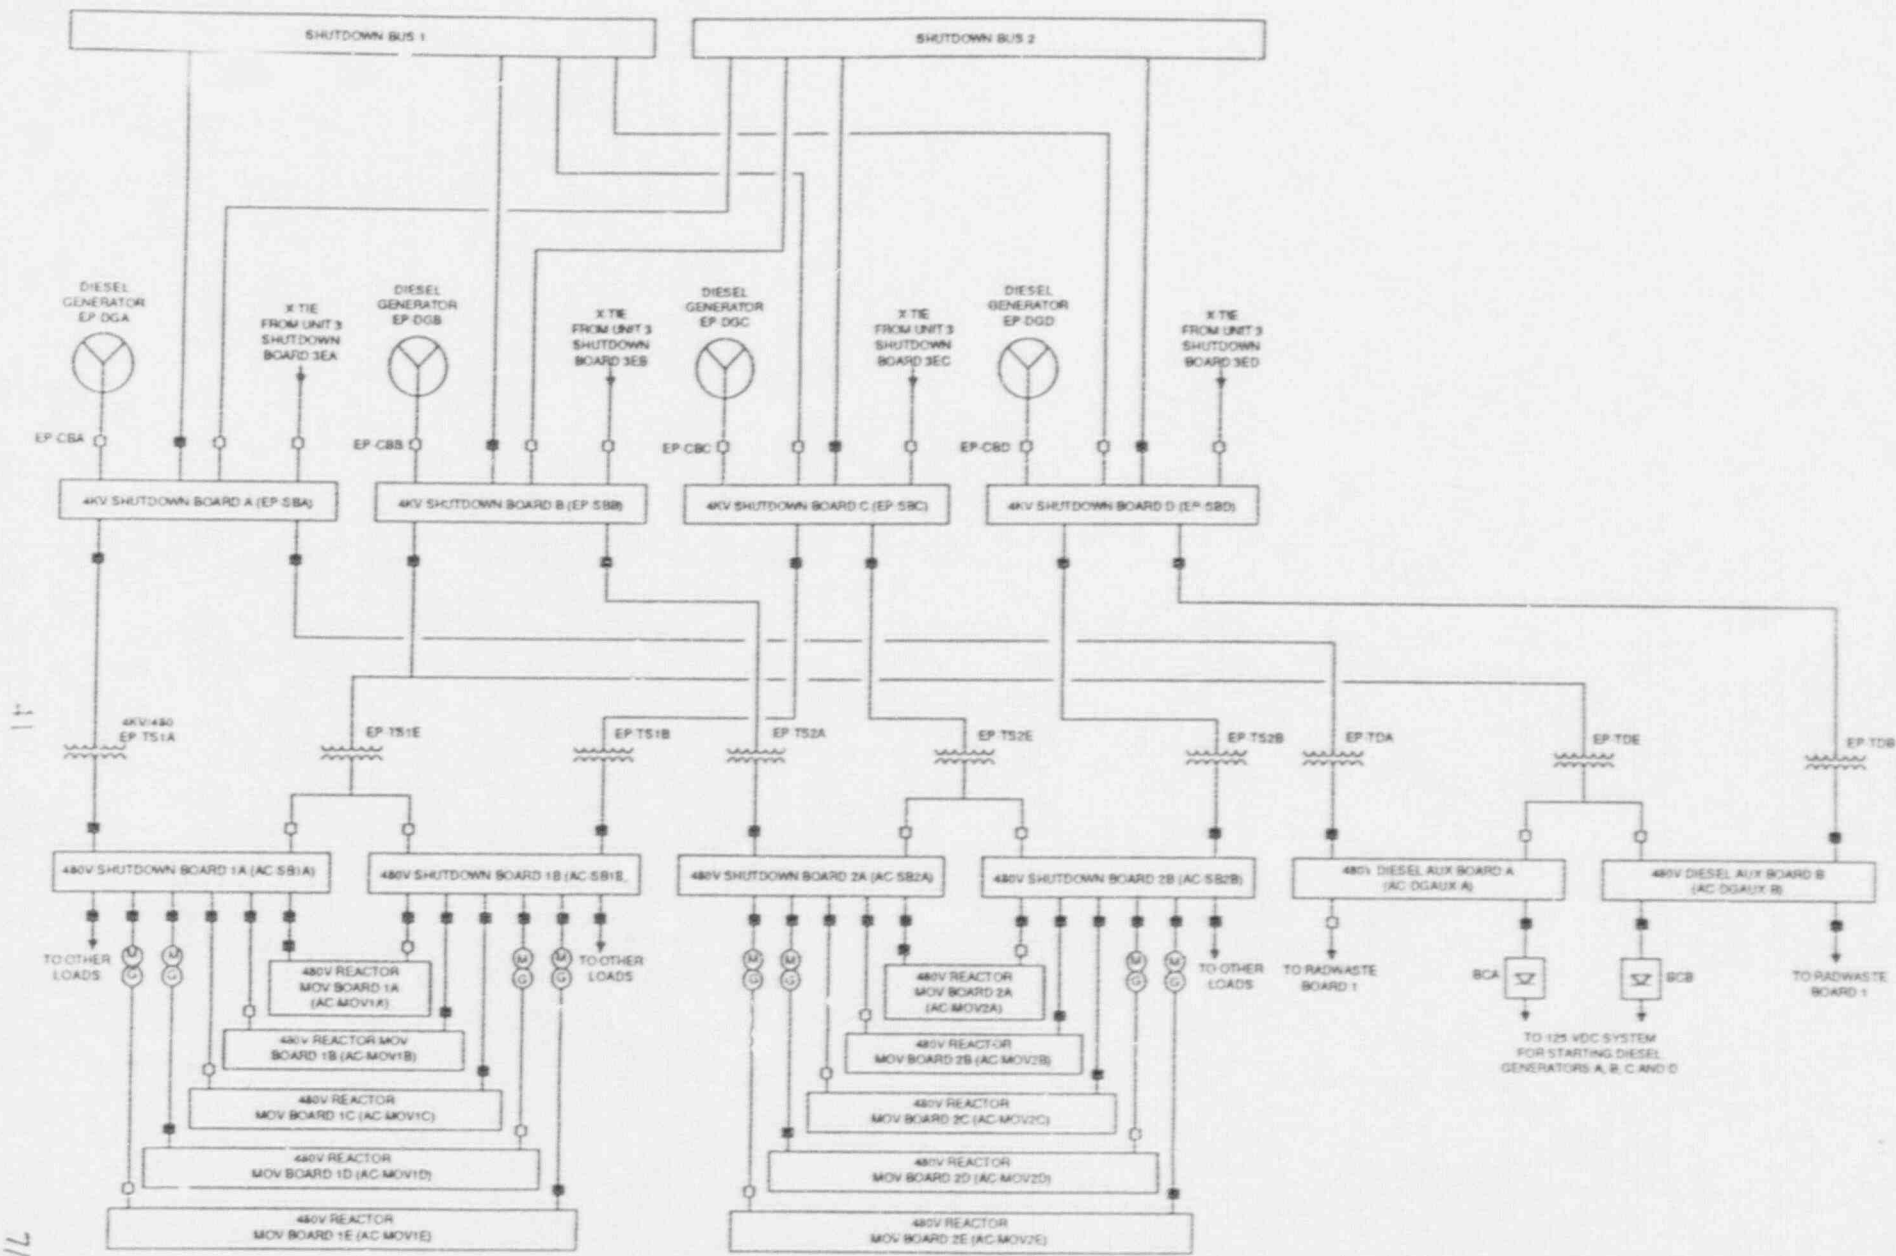 SHUTDOWN BUS 1
SHUTDOWN BUS 2
DIESEL
GENERATOR
EP-DGA
X TIE
FROM UNIT 3
SHUTDOWN
BOARD 3EA
DIESEL
GENERATOR
EP-DGB
X TIE
FROM UNIT 3
SHUTDOWN
BOARD 3EB
DIESEL
GENERATOR
EP-DGC
X TIE
FROM UNIT 3
SHUTDOWN
BOARD 3EC
DIESEL
GENERATOR
EP-DGD
X TIE
FROM UNIT 3
SHUTDOWN
BOARD 3ED
EP-CBA
EP-CBB
EP-CBC
EP-CBD
4KV SHUTDOWN BOARD A (EP-SBA)
4KV SHUTDOWN BOARD B (EP-SBB)
4KV SHUTDOWN BOARD C (EP-SBC)
4KV SHUTDOWN BOARD D (EP-SBD)
4KV/480
EP-TS1A
EP-TS1E
EP-TS1B
EP-TS2A
EP-TS2E
EP-TS2B
EP-TDA
EP-TDE
EP-TDB
480V SHUTDOWN BOARD 1A (AC-SB1A)
480V SHUTDOWN BOARD 1B (AC-SB1B)
480V SHUTDOWN BOARD 2A (AC-SB2A)
480V SHUTDOWN BOARD 2B (AC-SB2B)
480V DIESEL AUX BOARD A
(AC-DGAUX A)
480V DIESEL AUX BOARD B
(AC-DGAUX B)
TO OTHER
LOADS
M
G
M
G
M
G
M
G
TO OTHER
LOADS
M
G
M
G
M
G
M
G
TO OTHER
LOADS
TO RADWASTE
BOARD 1
BCA
BCB
TO RADWASTE
BOARD 1
TO 125 VDC SYSTEM
FOR STARTING DIESEL
GENERATORS A, B, C AND D
480V REACTOR
MOV BOARD 1A
(AC-MOV1A)
480V REACTOR MOV
BOARD 1B (AC-MOV1B)
480V REACTOR
MOV BOARD 1C (AC-MOV1C)
480V REACTOR
MOV BOARD 1D (AC-MOV1D)
480V REACTOR
MOV BOARD 1E (AC-MOV1E)
480V REACTOR
MOV BOARD 2A
(AC-MOV2A)
480V REACTOR
MOV BOARD 2B (AC-MOV2B)
480V REACTOR
MOV BOARD 2C (AC-MOV2C)
480V REACTOR
MOV BOARD 2D (AC-MOV2D)
480V REACTOR
MOV BOARD 2E (AC-MOV2E)